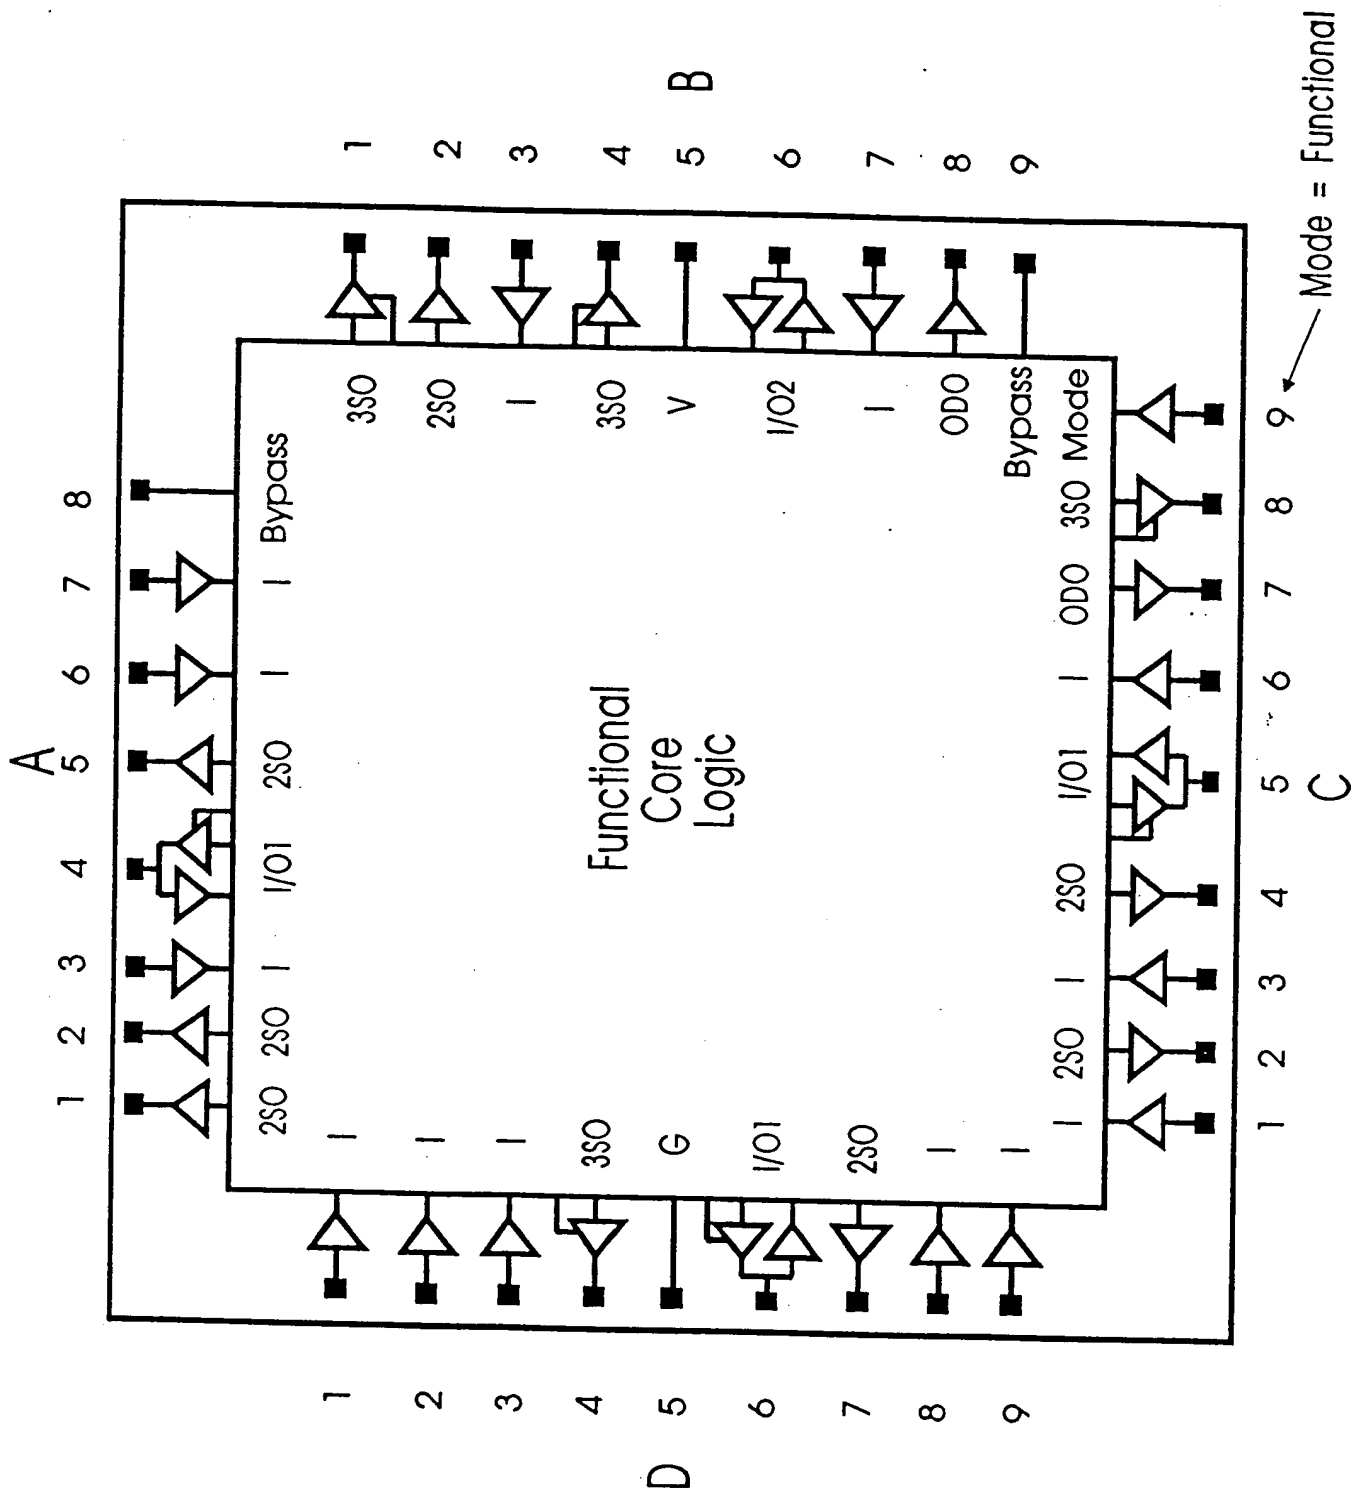 A
1 2 3 4 5 6 7 8
2SO 2SO I I/O1 2SO I I Bypass
1 I 3SO 1
2 I 2SO 2
3 I I 3
4 3SO Functional 3SO 4
D 5 G Core V 5 B
6 I/O1 Logic I/O2 6
7 2SO I 7
8 I ODO 8
9 I Bypass 9
I 2SO I 2SO I/O1 I ODO 3SO Mode
1 2 3 4 5 6 7 8 9
C
Mode = Functional